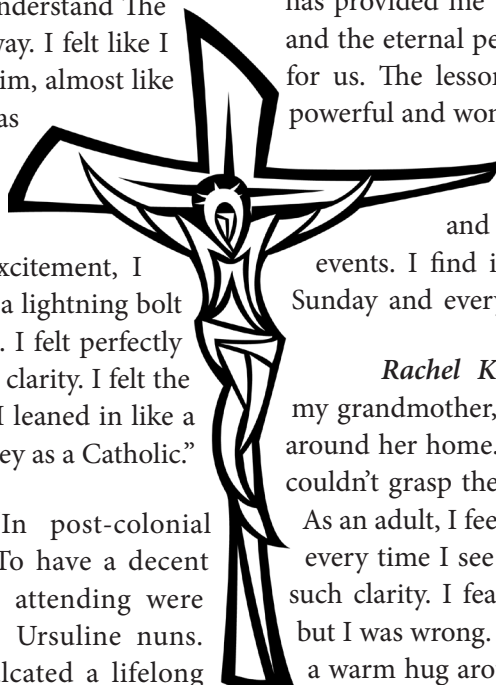 nderstand The
way. I felt like I
im, almost like
as
xcitement, I
a lightning bolt
. I felt perfectly
clarity. I felt the
I leaned in like a
ey as a Catholic.”
In post-colonial
To have a decent
attending were
Ursuline nuns.
lcated a lifelong
has provided me
and the eternal pe
for us. The lesson
powerful and won
and
events. I find i
Sunday and every
Rachel K
my grandmother,
around her home.
couldn’t grasp the
As an adult, I fee
every time I see
such clarity. I fea
but I was wrong.
a warm hug aro